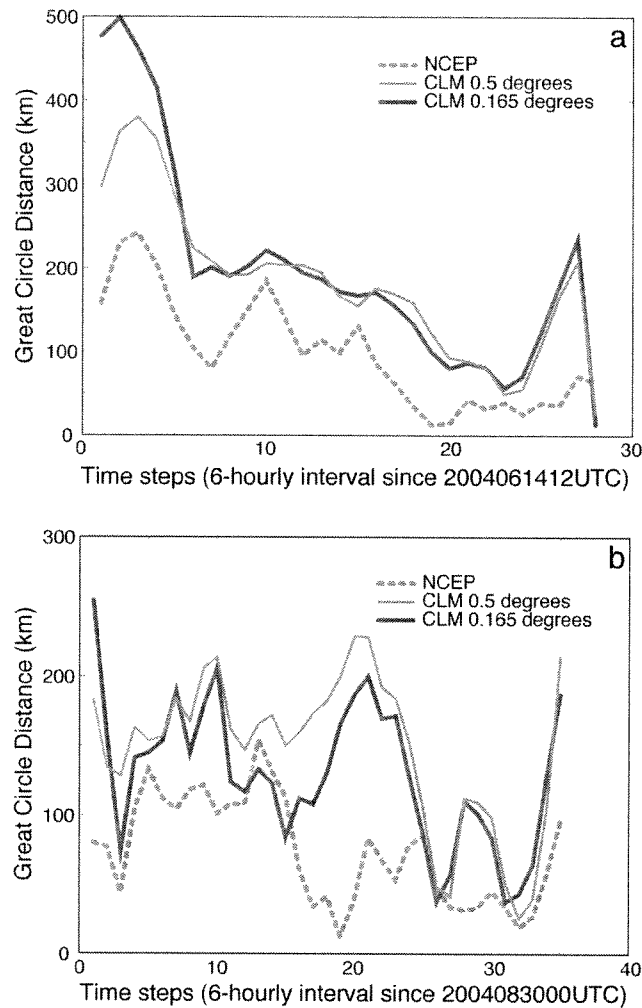 500
400
300
200
100
0
Great Circle Distance (km)
a
NCEP
CLM 0.5 degrees
CLM 0.165 degrees
0
10
20
30
Time steps (6-hourly interval since 2004061412UTC)
300
200
100
0
Great Circle Distance (km)
b
NCEP
CLM 0.5 degrees
CLM 0.165 degrees
0
10
20
30
40
Time steps (6-hourly interval since 2004083000UTC)